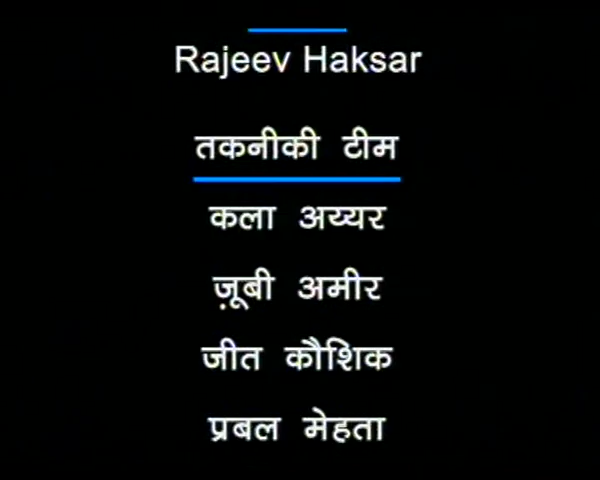 Rajeev Haksar
तकनीकी टीम
कला अय्यर
ज़ूबी अमीर
जीत कौशिक
प्रबल मेहता